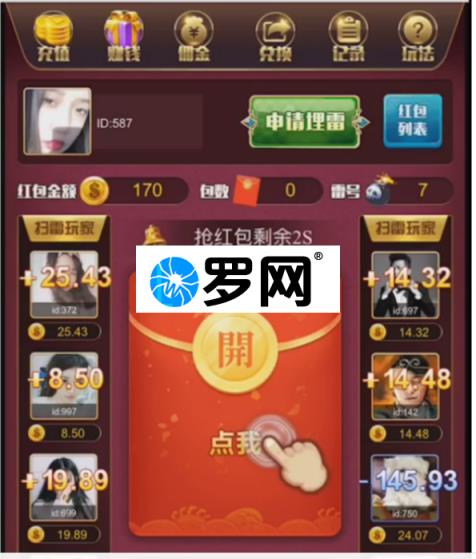 充值 赚钱 佣金 兑换 记录 玩法
ID:587
申请埋雷
红包
列表
红包金额 170 包数 0 雷号 7
扫雷玩家
抢红包剩余2S
扫雷玩家
罗网®
開
点我
+25.43
id:372
25.43
+8.50
id:997
8.50
+19.89
id:699
19.89
+14.32
id:697
14.32
+14.48
id:142
14.48
-145.93
id:750
24.07